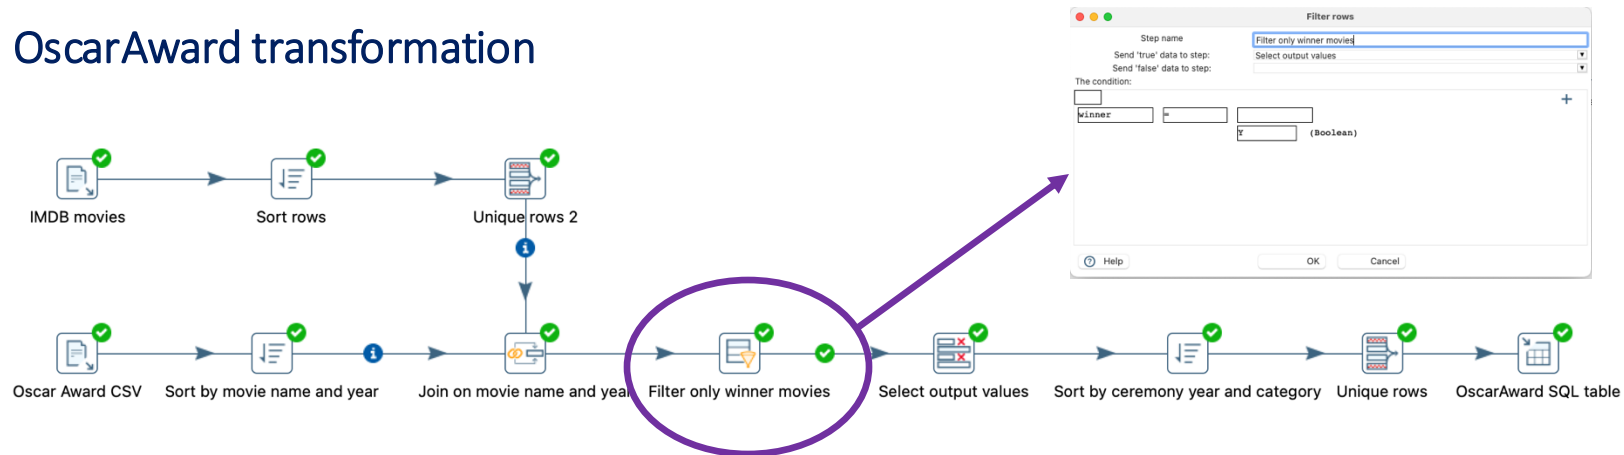 OscarAward transformation
Filter rows
Step name
Filter only winner movies
Send 'true' data to step:
Select output values
Send 'false' data to step:
The condition:
+
winner
=
Y
(Boolean)
Help
OK
Cancel
IMDB movies
Sort rows
Unique rows 2
Oscar Award CSV
Sort by movie name and year
Join on movie name and year
Filter only winner movies
Select output values
Sort by ceremony year and category
Unique rows
OscarAward SQL table